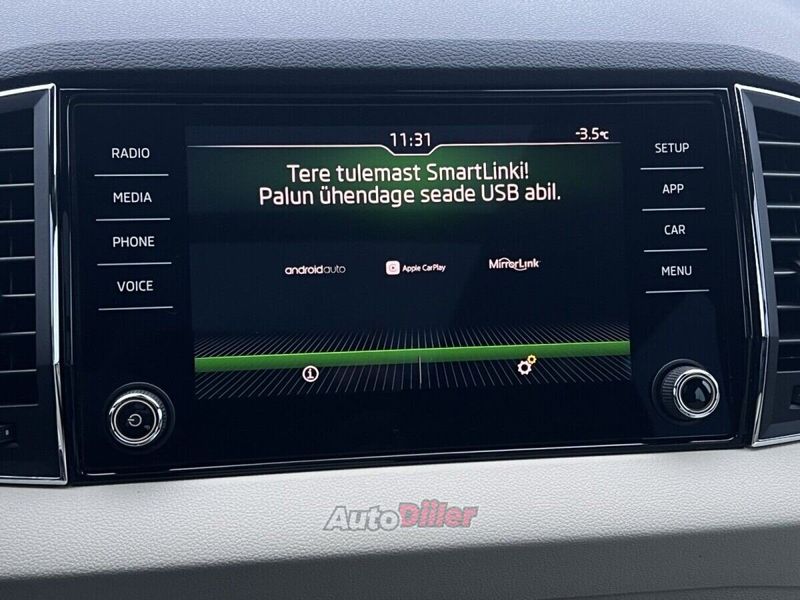 11:31
-3.5°C
RADIO
MEDIA
PHONE
VOICE
Tere tulemast SmartLinki!
Palun ühendage seade USB abil.
androidauto
Apple CarPlay
MirrorLink
SETUP
APP
CAR
MENU
AutoDiller